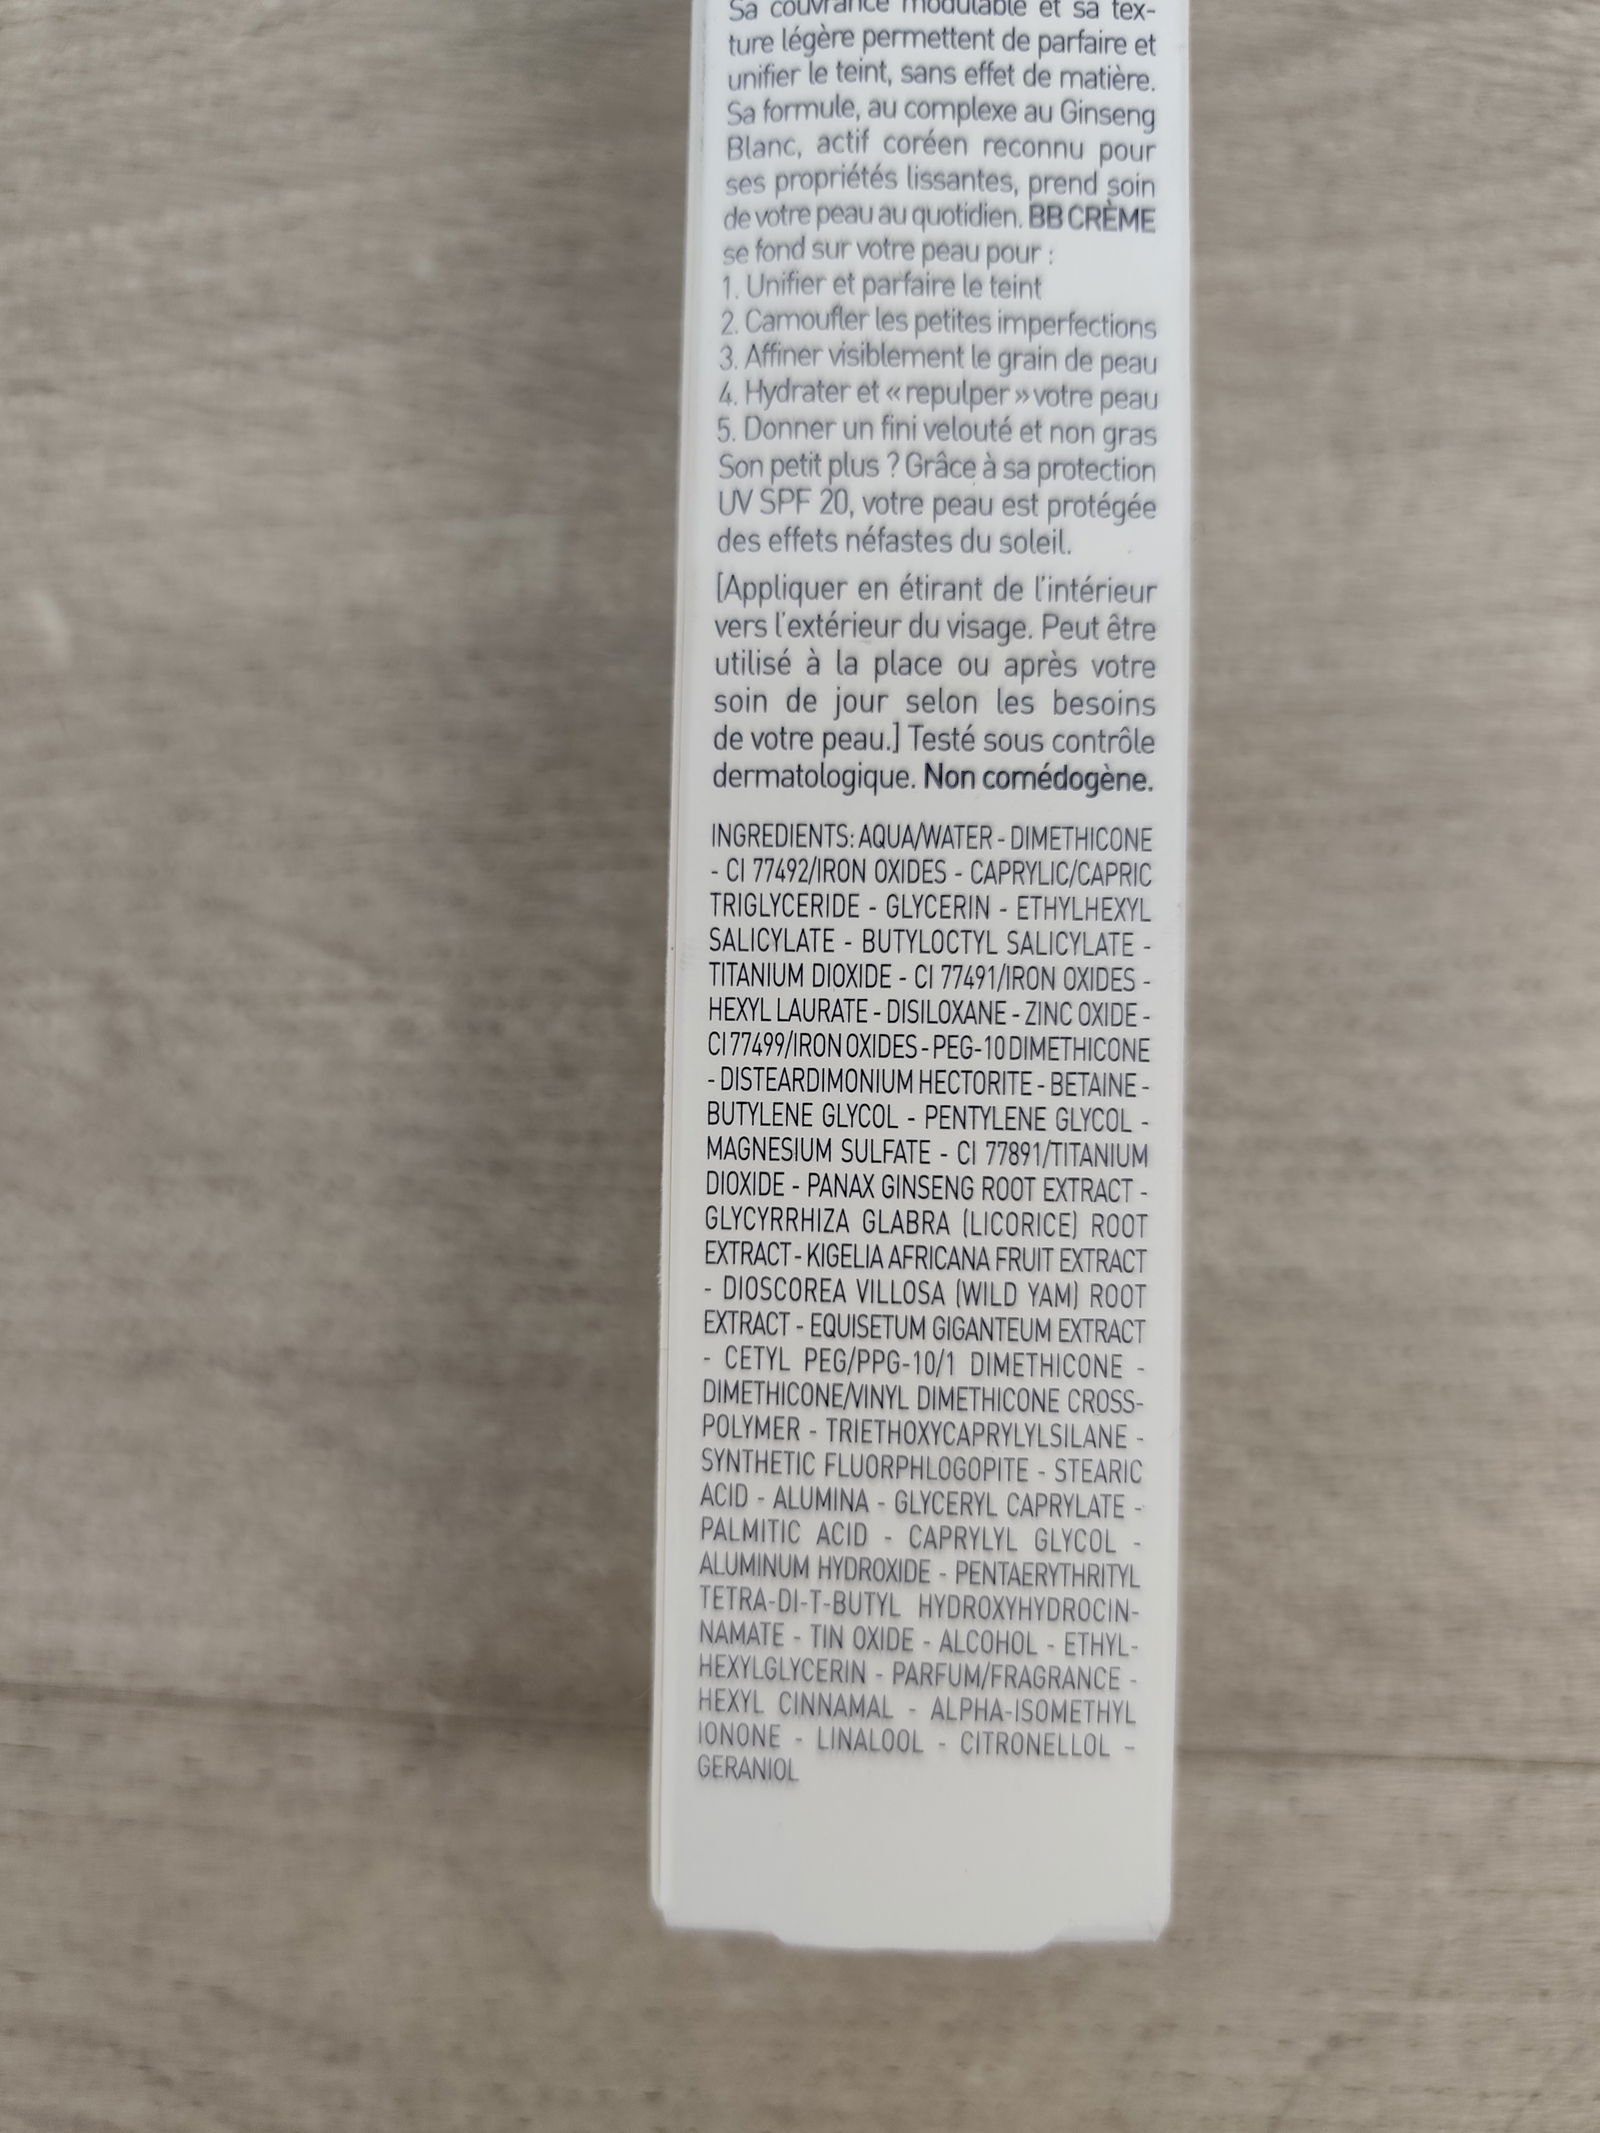 Sa couvrance modulable et sa tex-
ture légère permettent de parfaire et
unifier le teint, sans effet de matière.
Sa formule, au complexe au Ginseng
Blanc, actif coréen reconnu pour
ses propriétés lissantes, prend soin
de votre peau au quotidien. BB CRÈME
se fond sur votre peau pour :
1. Unifier et parfaire le teint
2. Camoufler les petites imperfections
3. Affiner visiblement le grain de peau
4. Hydrater et « repulper » votre peau
5. Donner un fini velouté et non gras
Son petit plus ? Grâce à sa protection
UV SPF 20, votre peau est protégée
des effets néfastes du soleil.
[Appliquer en étirant de l'intérieur
vers l'extérieur du visage. Peut être
utilisé à la place ou après votre
soin de jour selon les besoins
de votre peau.] Testé sous contrôle
dermatologique. Non comédogène.
INGREDIENTS: AQUA/WATER - DIMETHICONE
- CI 77492/IRON OXIDES - CAPRYLIC/CAPRIC
TRIGLYCERIDE - GLYCERIN - ETHYLHEXYL
SALICYLATE - BUTYLOCTYL SALICYLATE -
TITANIUM DIOXIDE - CI 77491/IRON OXIDES -
HEXYL LAURATE - DISILOXANE - ZINC OXIDE -
CI 77499/IRON OXIDES - PEG-10 DIMETHICONE
- DISTEARDIMONIUM HECTORITE - BETAINE -
BUTYLENE GLYCOL - PENTYLENE GLYCOL -
MAGNESIUM SULFATE - CI 77891/TITANIUM
DIOXIDE - PANAX GINSENG ROOT EXTRACT -
GLYCYRRHIZA GLABRA (LICORICE) ROOT
EXTRACT - KIGELIA AFRICANA FRUIT EXTRACT
- DIOSCOREA VILLOSA (WILD YAM) ROOT
EXTRACT - EQUISETUM GIGANTEUM EXTRACT
- CETYL PEG/PPG-10/1 DIMETHICONE -
DIMETHICONE/VINYL DIMETHICONE CROSS-
POLYMER - TRIETHOXYCAPRYLYLSILANE -
SYNTHETIC FLUORPHLOGOPITE - STEARIC
ACID - ALUMINA - GLYCERYL CAPRYLATE -
PALMITIC ACID - CAPRYLYL GLYCOL -
ALUMINUM HYDROXIDE - PENTAERYTHRITYL
TETRA-DI-T-BUTYL HYDROXYHYDROCIN-
NAMATE - TIN OXIDE - ALCOHOL - ETHYL-
HEXYLGLYCERIN - PARFUM/FRAGRANCE -
HEXYL CINNAMAL - ALPHA-ISOMETHYL
IONONE - LINALOOL - CITRONELLOL -
GERANIOL